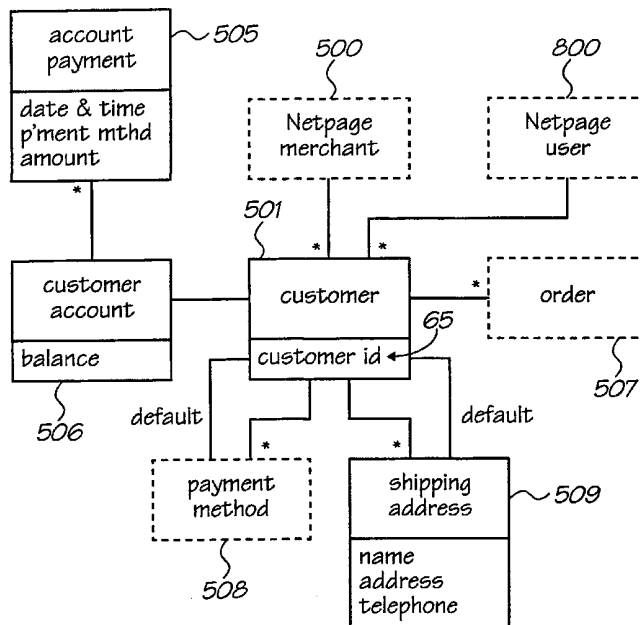 account
payment
505
date & time
p'ment mthd
amount
*
500
Netpage
merchant
*
800
Netpage
user
*
501
customer
account
balance
506
customer
customer id
65
*
order
507
default
*
payment
method
508
*
default
shipping
address
509
name
address
telephone